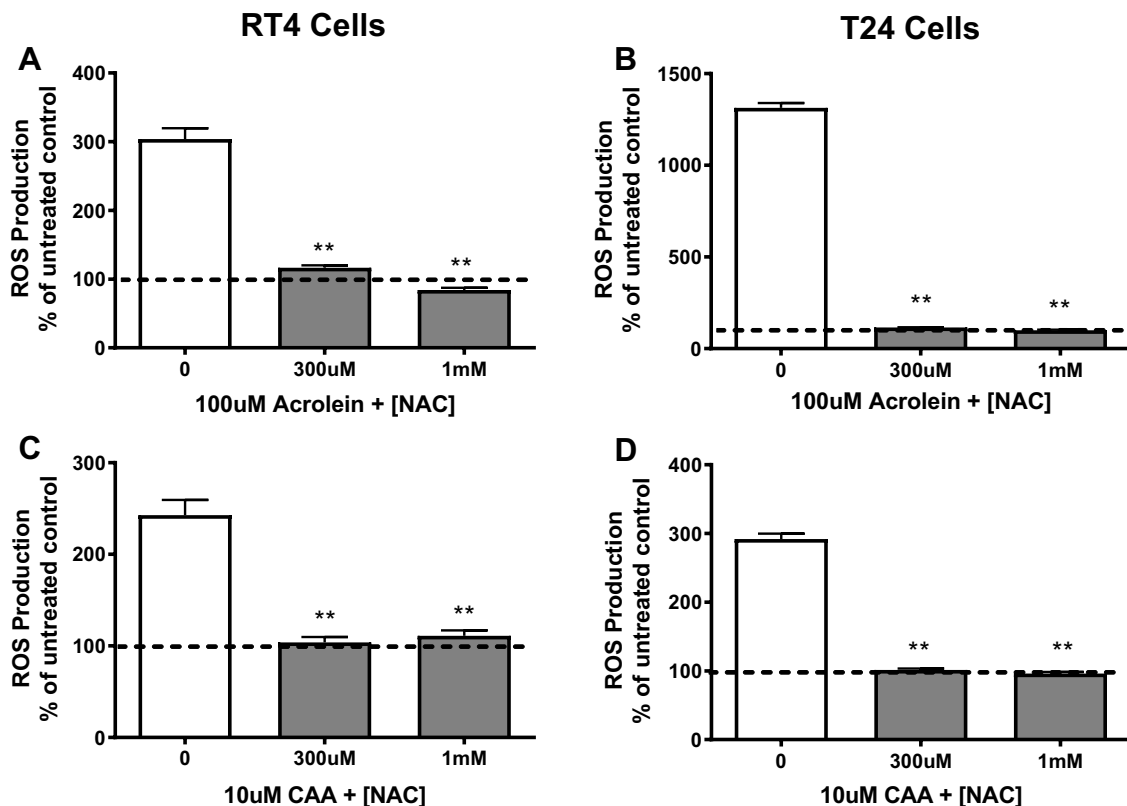 RT4 Cells
T24 Cells
A
ROS Production
% of untreated control
400
300
200
100
0
**
**
0
300uM
1mM
100uM Acrolein + [NAC]
B
ROS Production
% of untreated control
1500
1000
500
0
**
**
0
300uM
1mM
100uM Acrolein + [NAC]
C
ROS Production
% of untreated control
300
200
100
0
**
**
0
300uM
1mM
10uM CAA + [NAC]
D
ROS Production
% of untreated control
400
300
200
100
0
**
**
0
300uM
1mM
10uM CAA + [NAC]